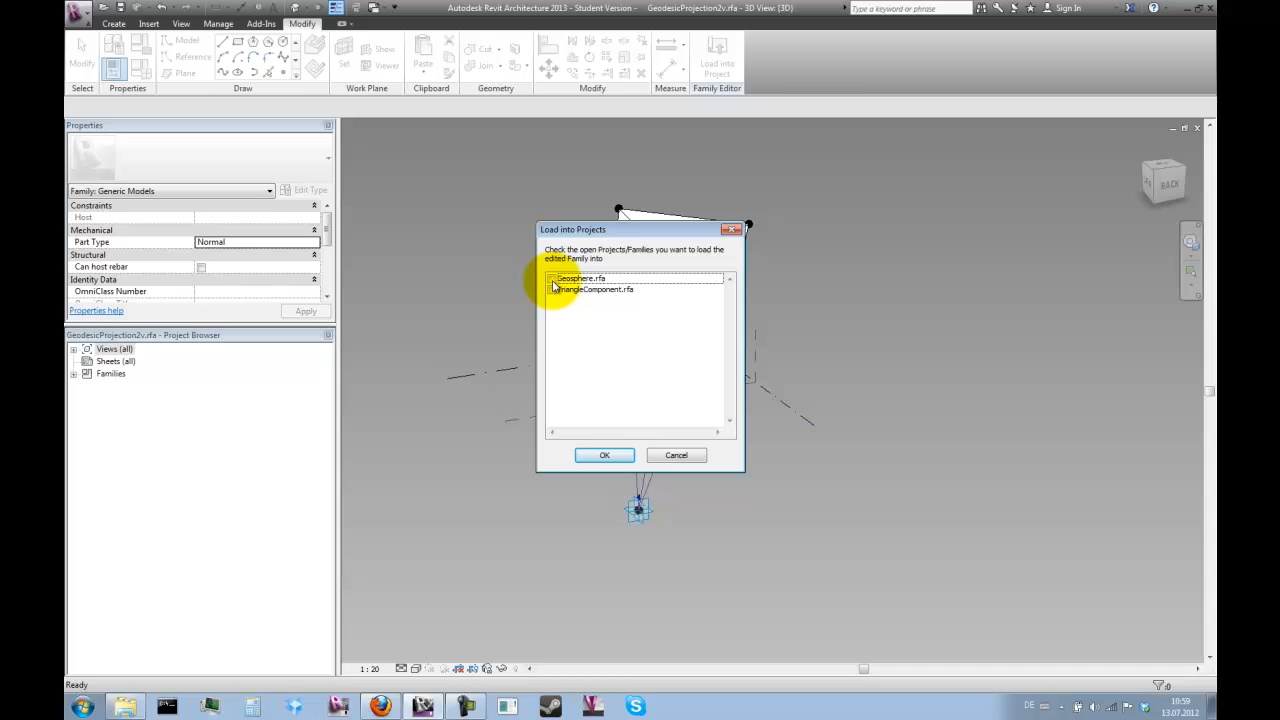 Autodesk Revit Architecture 2013 - Student Version - GeodesicProjection2v.rfa - 3D View: {3D}
Type a keyword or phrase
Sign In
Create Insert View Manage Add-Ins Modify
Modify
Model
Reference
Plane
Set
Show
Viewer
Paste
Cut
Join
Load into
Project
Select Properties Draw Work Plane Clipboard Geometry Modify Measure Family Editor
Properties
Family: Generic Models
Edit Type
Constraints
Host
Mechanical
Part Type Normal
Structural
Can host rebar
Identity Data
OmniClass Number
Properties help
Apply
GeodesicProjection2v.rfa - Project Browser
Views (all)
Sheets (all)
Families
BACK
Load into Projects
Check the open Projects/Families you want to load the
edited Family into
Geosphere.rfa
TriangleComponent.rfa
OK
Cancel
1 : 20
Ready
:0
DE
10:59
13.07.2012